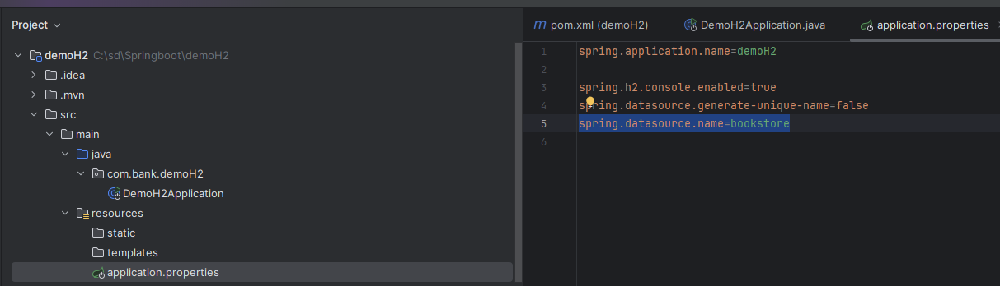 Project
demoH2 C:\sd\Springboot\demoH2
.idea
.mvn
src
main
java
com.bank.demoH2
DemoH2Application
resources
static
templates
application.properties
m pom.xml (demoH2) DemoH2Application.java application.properties
1 spring.application.name=demoH2
2
3 spring.h2.console.enabled=true
4 spring.datasource.generate-unique-name=false
5 spring.datasource.name=bookstore
6